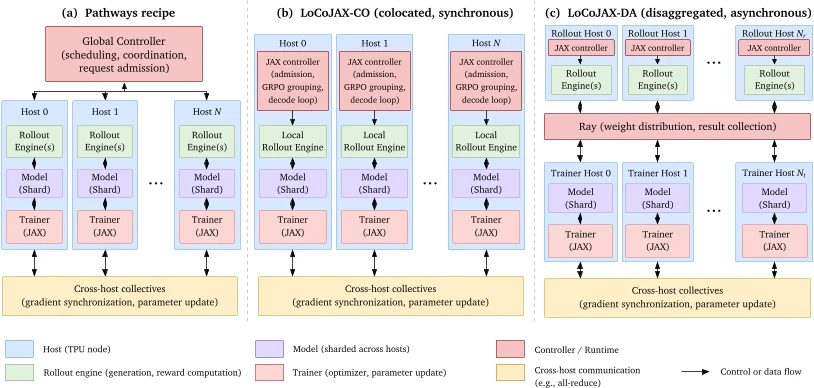 (a) Pathways recipe
Global Controller
(scheduling, coordination,
request admission)
Host 0
Host 1
Host N
Rollout
Engine(s)
Rollout
Engine(s)
Rollout
Engine(s)
Model
(Shard)
Model
(Shard)
...
Model
(Shard)
Trainer
(JAX)
Trainer
(JAX)
Trainer
(JAX)
Cross-host collectives
(gradient synchronization, parameter update)
(b) LoCoJAX-CO (colocated, synchronous)
Host 0
Host 1
Host N
JAX controller
(admission,
GRPO grouping,
decode loop)
JAX controller
(admission,
GRPO grouping,
decode loop)
JAX controller
(admission,
GRPO grouping,
decode loop)
Local
Rollout Engine
Local
Rollout Engine
Local
Rollout Engine
Model
(Shard)
Model
(Shard)
...
Model
(Shard)
Trainer
(JAX)
Trainer
(JAX)
Trainer
(JAX)
Cross-host collectives
(gradient synchronization, parameter update)
(c) LoCoJAX-DA (disaggregated, asynchronous)
Rollout Host 0
Rollout Host 1
Rollout Host Nr
JAX controller
JAX controller
JAX controller
...
Rollout
Engine(s)
Rollout
Engine(s)
Rollout
Engine(s)
Ray (weight distribution, result collection)
Trainer Host 0
Trainer Host 1
Trainer Host Nt
Model
(Shard)
Model
(Shard)
Model
(Shard)
...
Trainer
(JAX)
Trainer
(JAX)
Trainer
(JAX)
Cross-host collectives
(gradient synchronization, parameter update)
Host (TPU node)
Model (sharded across hosts)
Controller / Runtime
Rollout engine (generation, reward computation)
Trainer (optimizer, parameter update)
Cross-host communication
(e.g., all-reduce)
Control or data flow